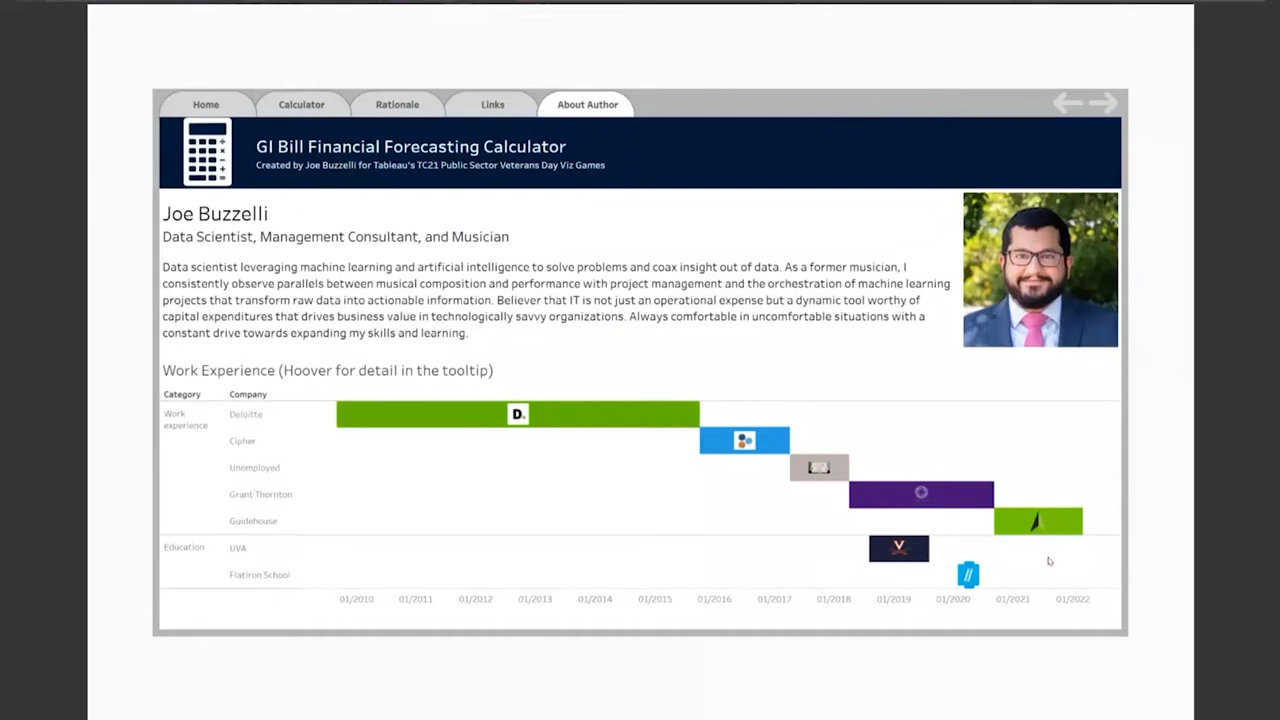 Home Calculator Rationale Links About Author
GI Bill Financial Forecasting Calculator
Created by Joe Buzzelli for Tableau's TC21 Public Sector Veterans Day Viz Games
Joe Buzzelli
Data Scientist, Management Consultant, and Musician
Data scientist leveraging machine learning and artificial intelligence to solve problems and coax insight out of data. As a former musician, I
consistently observe parallels between musical composition and performance with project management and the orchestration of machine learning
projects that transform raw data into actionable information. Believer that IT is not just an operational expense but a dynamic tool worthy of
capital expenditures that drives business value in technologically savvy organizations. Always comfortable in uncomfortable situations with a
constant drive towards expanding my skills and learning.
Work Experience (Hoover for detail in the tooltip)
Category Company
Work experience Deloitte
D.
Cipher
Unemployed
Grant Thornton
Guidehouse
Education UVA
V
Flatiron School
//
01/2010 01/2011 01/2012 01/2013 01/2014 01/2015 01/2016 01/2017 01/2018 01/2019 01/2020 01/2021 01/2022